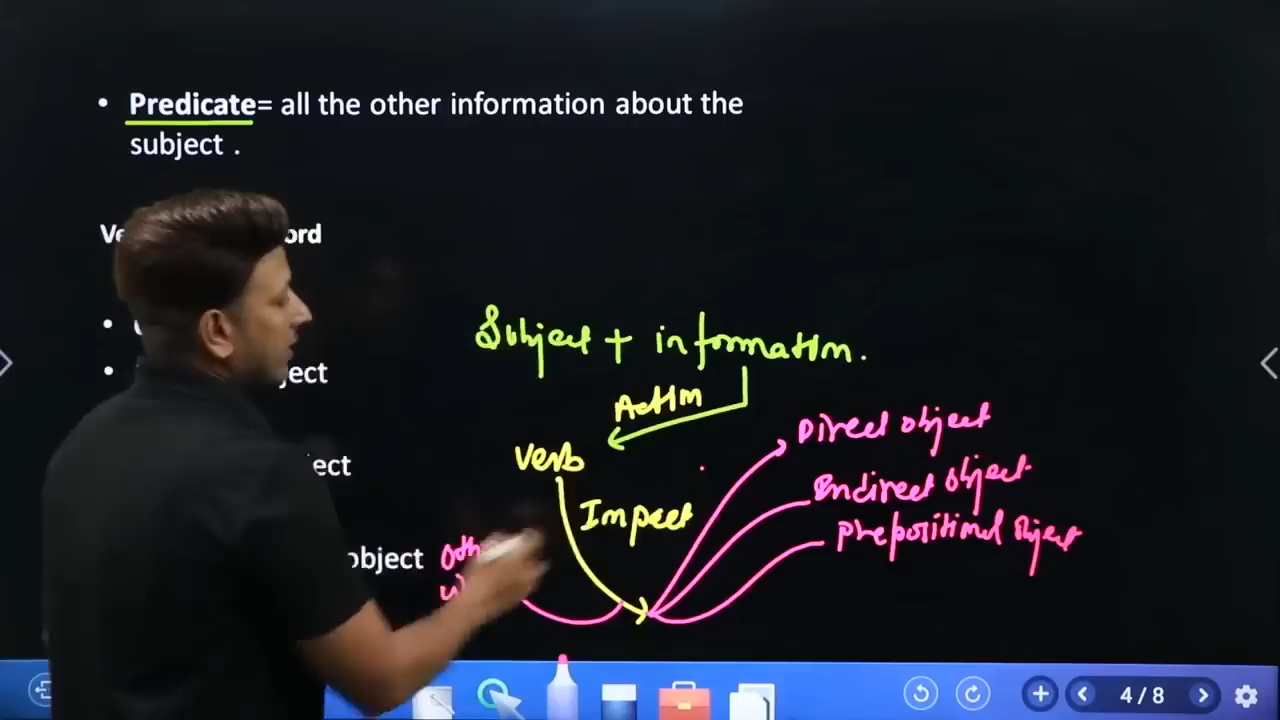 • Predicate= all the other information about the
subject .
ord
Subject + information.
ject
Action
Direct object
Verb
ect
Indirect object
Impact
Prepositional object
object
4 / 8